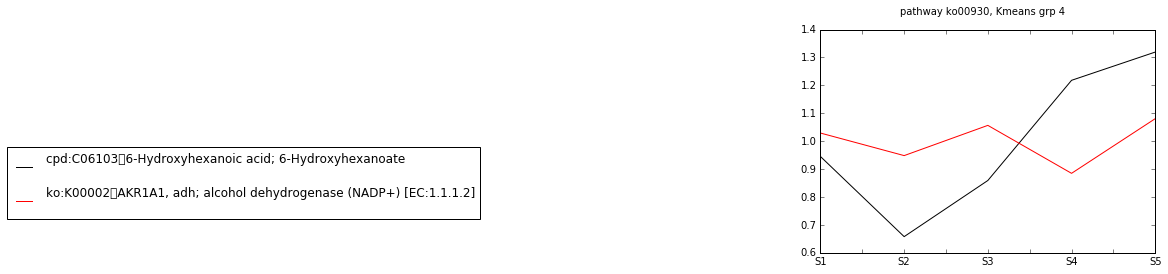 pathway ko00930, Kmeans grp 4
1.4
1.3
1.2
1.1
1.0
0.9
0.8
0.7
0.6
S1 S2 S3 S4 S5
cpd:C06103▯6-Hydroxyhexanoic acid; 6-Hydroxyhexanoate
ko:K00002▯AKR1A1, adh; alcohol dehydrogenase (NADP+) [EC:1.1.1.2]